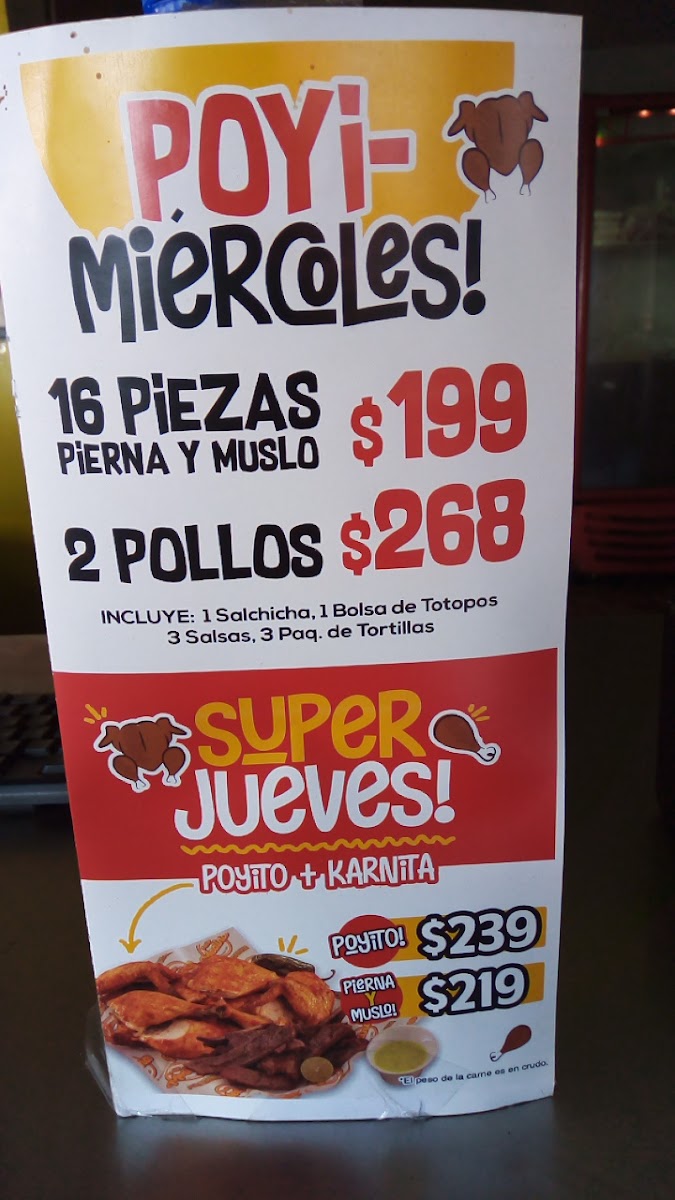 POYi-
MiÉRCOLeS!
16 PiEZAS
PiERNA Y MUSLO
$199
2 POLLOS $268
INCLUYE: 1 Salchicha, 1 Bolsa de Totopos
3 Salsas, 3 Paq. de Tortillas
SUPER
JUeVeS!
POYiTO + KARNiTA
POYiTO! $239
PieRNA
Y
MUSLO!
$219
*El peso de la carne es en crudo.